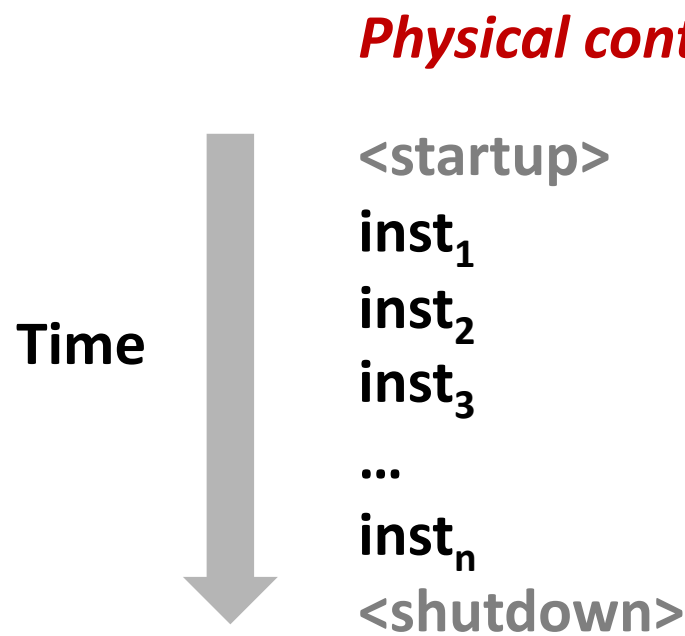 Physical cont
<startup>
inst₁
inst₂
Time
inst₃
…
instₙ
<shutdown>